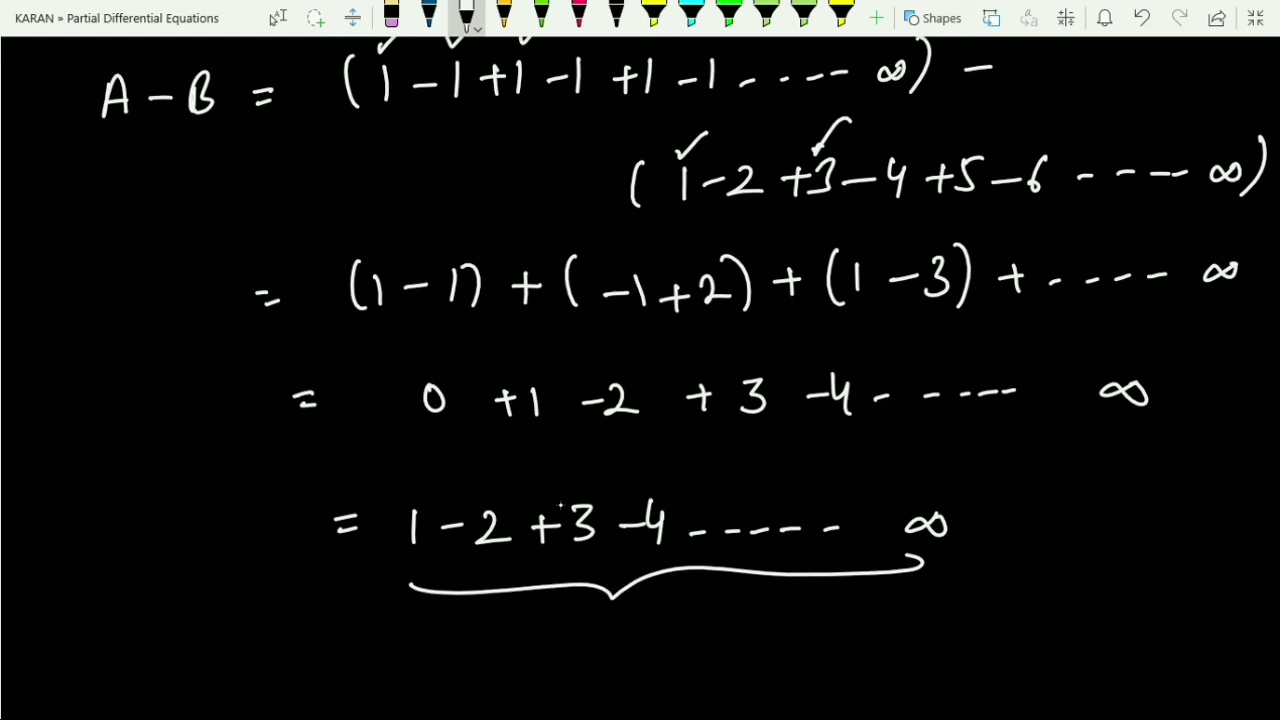 KARAN » Partial Differential Equations
Shapes
A - B = (1 - 1 + 1 - 1 + 1 - 1 . - - - - ∞) -
(1 - 2 + 3 - 4 + 5 - 6 - - - - ∞)
= (1 - 1) + (-1 + 2) + (1 - 3) + . - - - - ∞
= 0 + 1 - 2 + 3 - 4 - - - - - ∞
= 1 - 2 + 3 - 4 - - - - - ∞